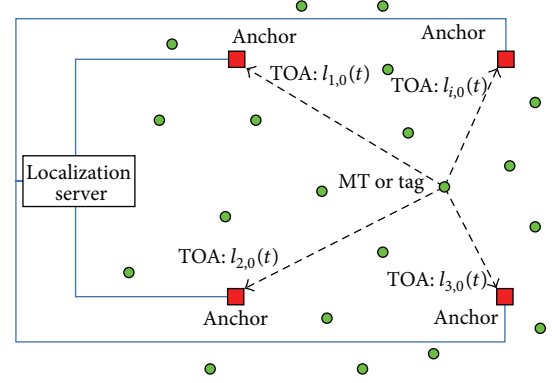 Anchor
Anchor
TOA: l1,0(t)
TOA: li,0(t)
Localization
server
MT or tag
TOA: l2,0(t)
TOA: l3,0(t)
Anchor
Anchor